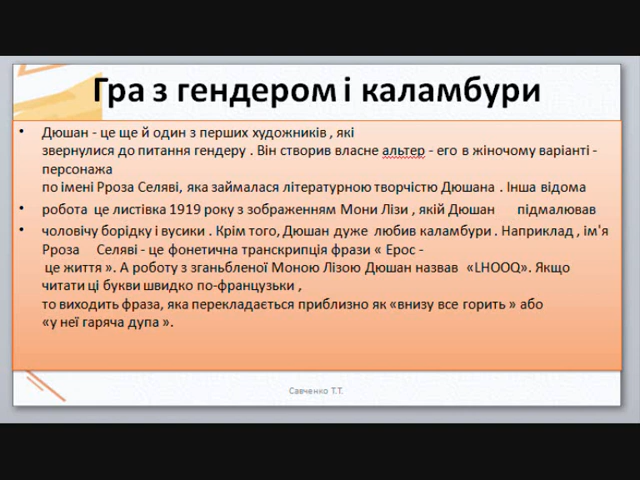 Гра з гендером і каламбури
• Дюшан - це ще й один з перших художників , які
звернулися до питання гендеру . Він створив власне альтер - его в жіночому варіанті -
персонажа
по імені Рроза Селяві, яка займалася літературною творчістю Дюшана . Інша відома
• робота це листівка 1919 року з зображенням Мони Лізи , якій Дюшан підмалював
• чоловічу борідку і вусики . Крім того, Дюшан дуже любив каламбури . Наприклад , ім'я
Рроза Селяві - це фонетична транскрипція фрази « Ерос -
це життя ». А роботу з зганьбленої Моною Лізою Дюшан назвав «LHOOQ». Якщо
читати ці букви швидко по-французьки ,
то виходить фраза, яка перекладається приблизно як «внизу все горить » або
«у неї гаряча дупа ».
Савченко Т.Т.